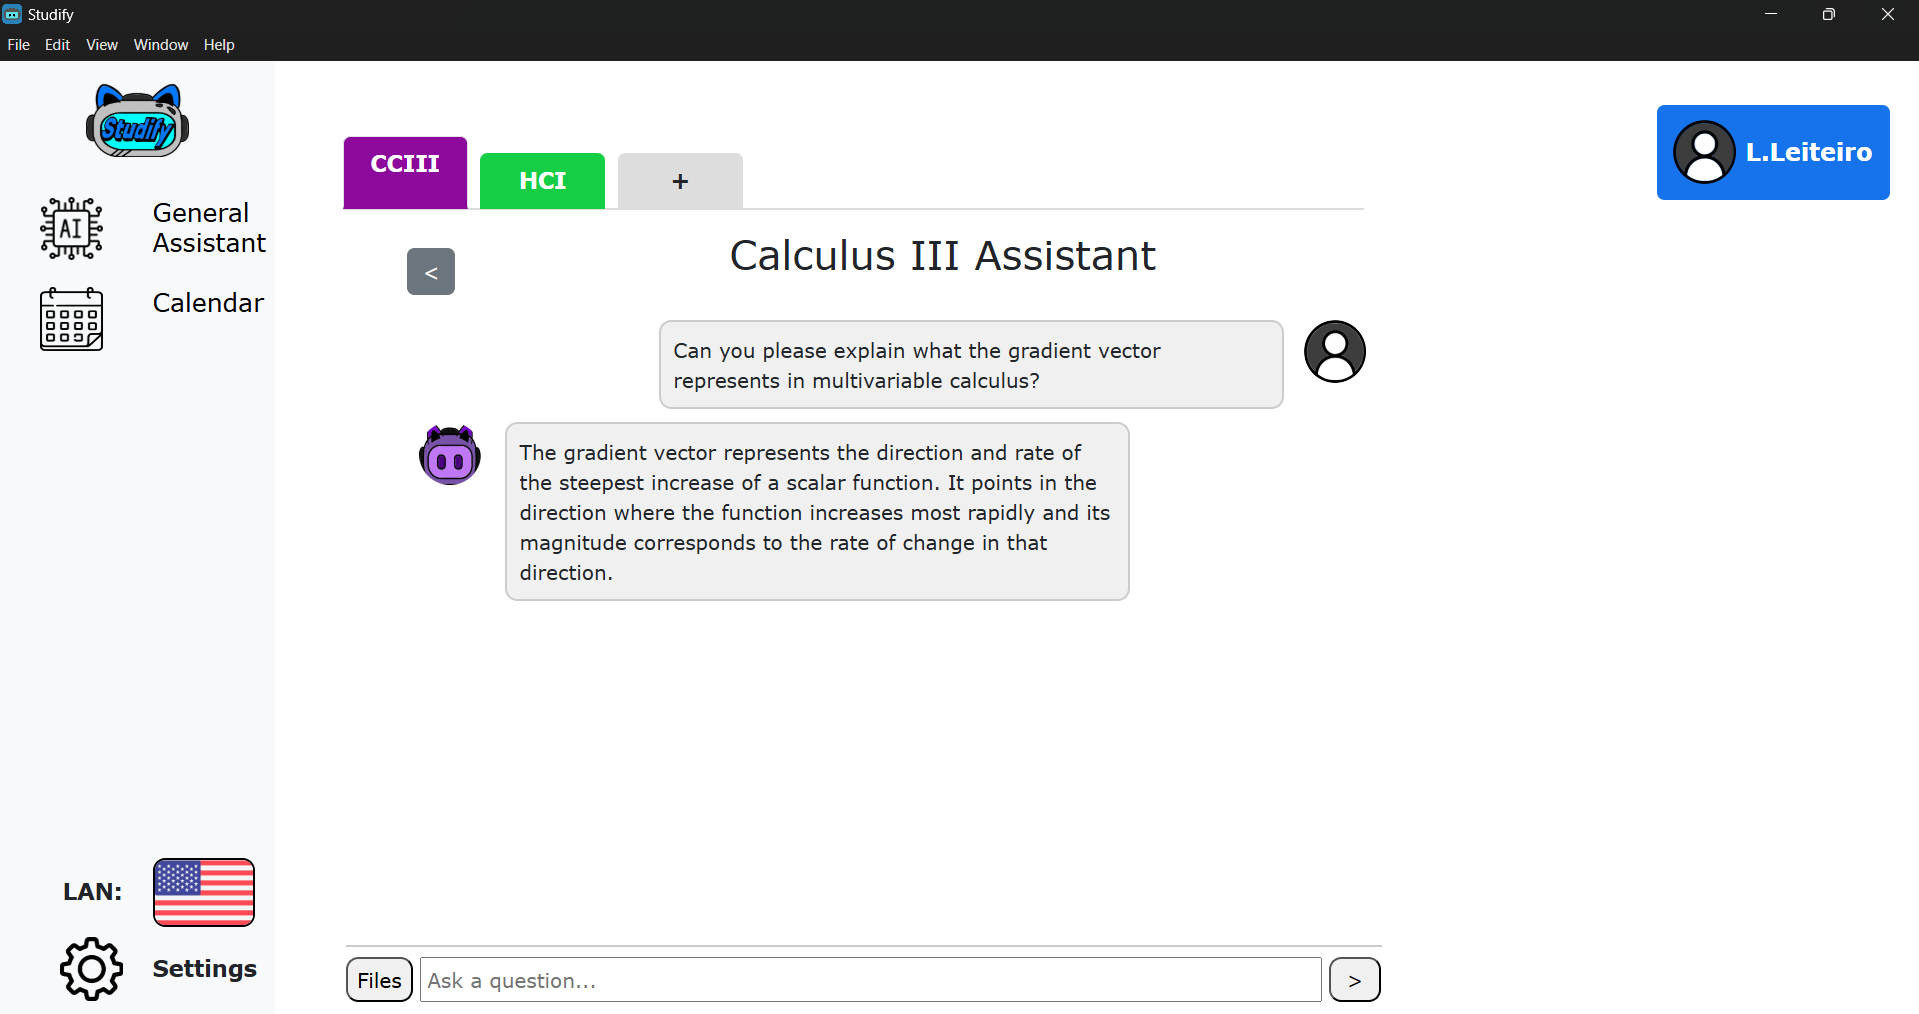 Studify
File Edit View Window Help
Studify
AI
General
Assistant
Calendar
CCIII
HCI
+
L.Leiteiro
<
Calculus III Assistant
Can you please explain what the gradient vector
represents in multivariable calculus?
The gradient vector represents the direction and rate of
the steepest increase of a scalar function. It points in the
direction where the function increases most rapidly and its
magnitude corresponds to the rate of change in that
direction.
LAN:
Settings
Files
Ask a question...
>